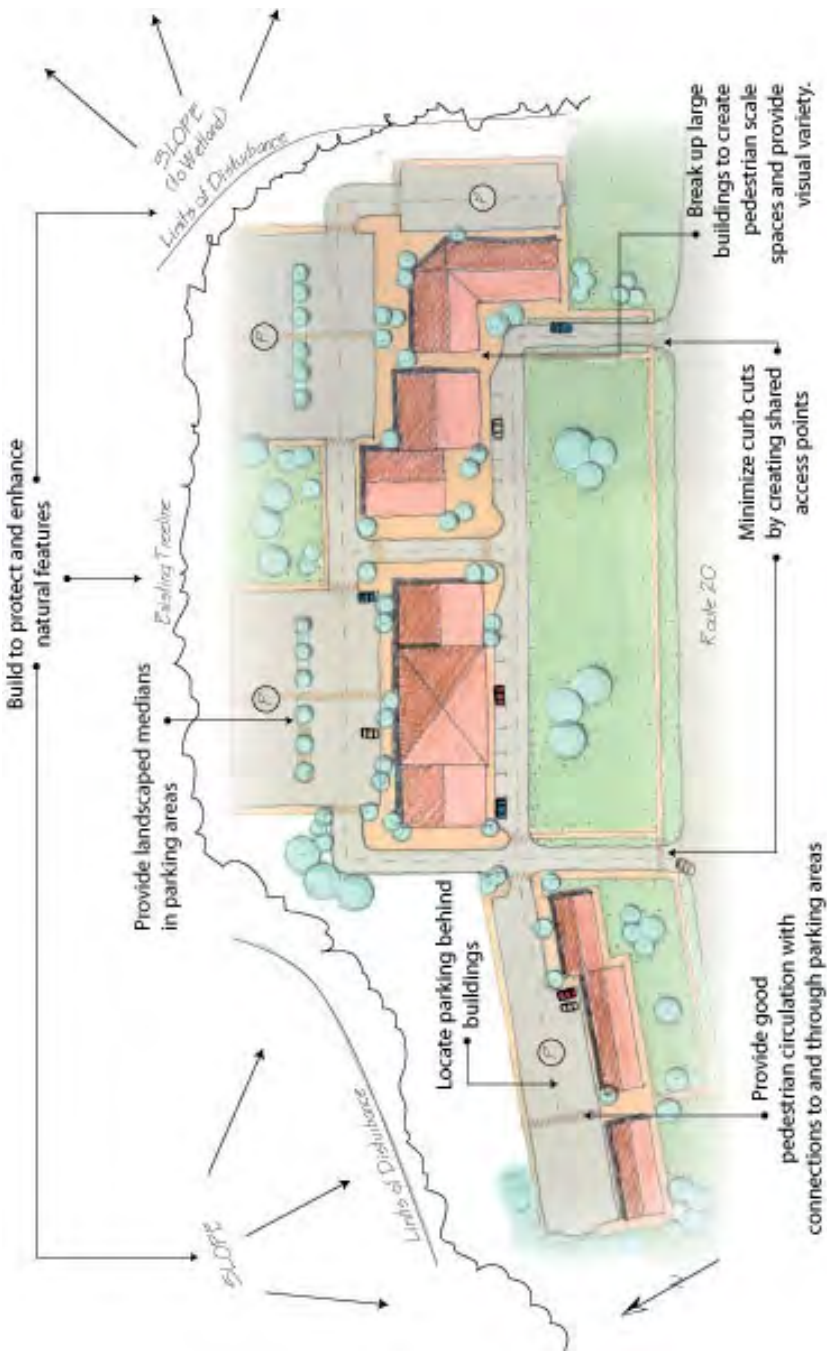 Build to protect and enhance
natural features
SLOPE
(to Wetland)
Limits of Disturbance
Existing Treeline
Provide landscaped medians
in parking areas
SLOPE
Limits of Disturbance
P
P
P
P
Locate parking behind
buildings
Break up large
buildings to create
pedestrian scale
spaces and provide
visual variety.
Route 20
Minimize curb cuts
by creating shared
access points
Provide good
pedestrian circulation with
connections to and through parking areas